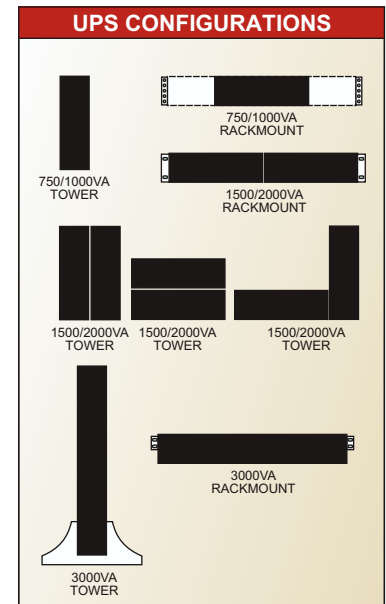 UPS CONFIGURATIONS
750/1000VA
TOWER
750/1000VA
RACKMOUNT
1500/2000VA
RACKMOUNT
1500/2000VA
TOWER
1500/2000VA
TOWER
1500/2000VA
TOWER
3000VA
TOWER
3000VA
RACKMOUNT